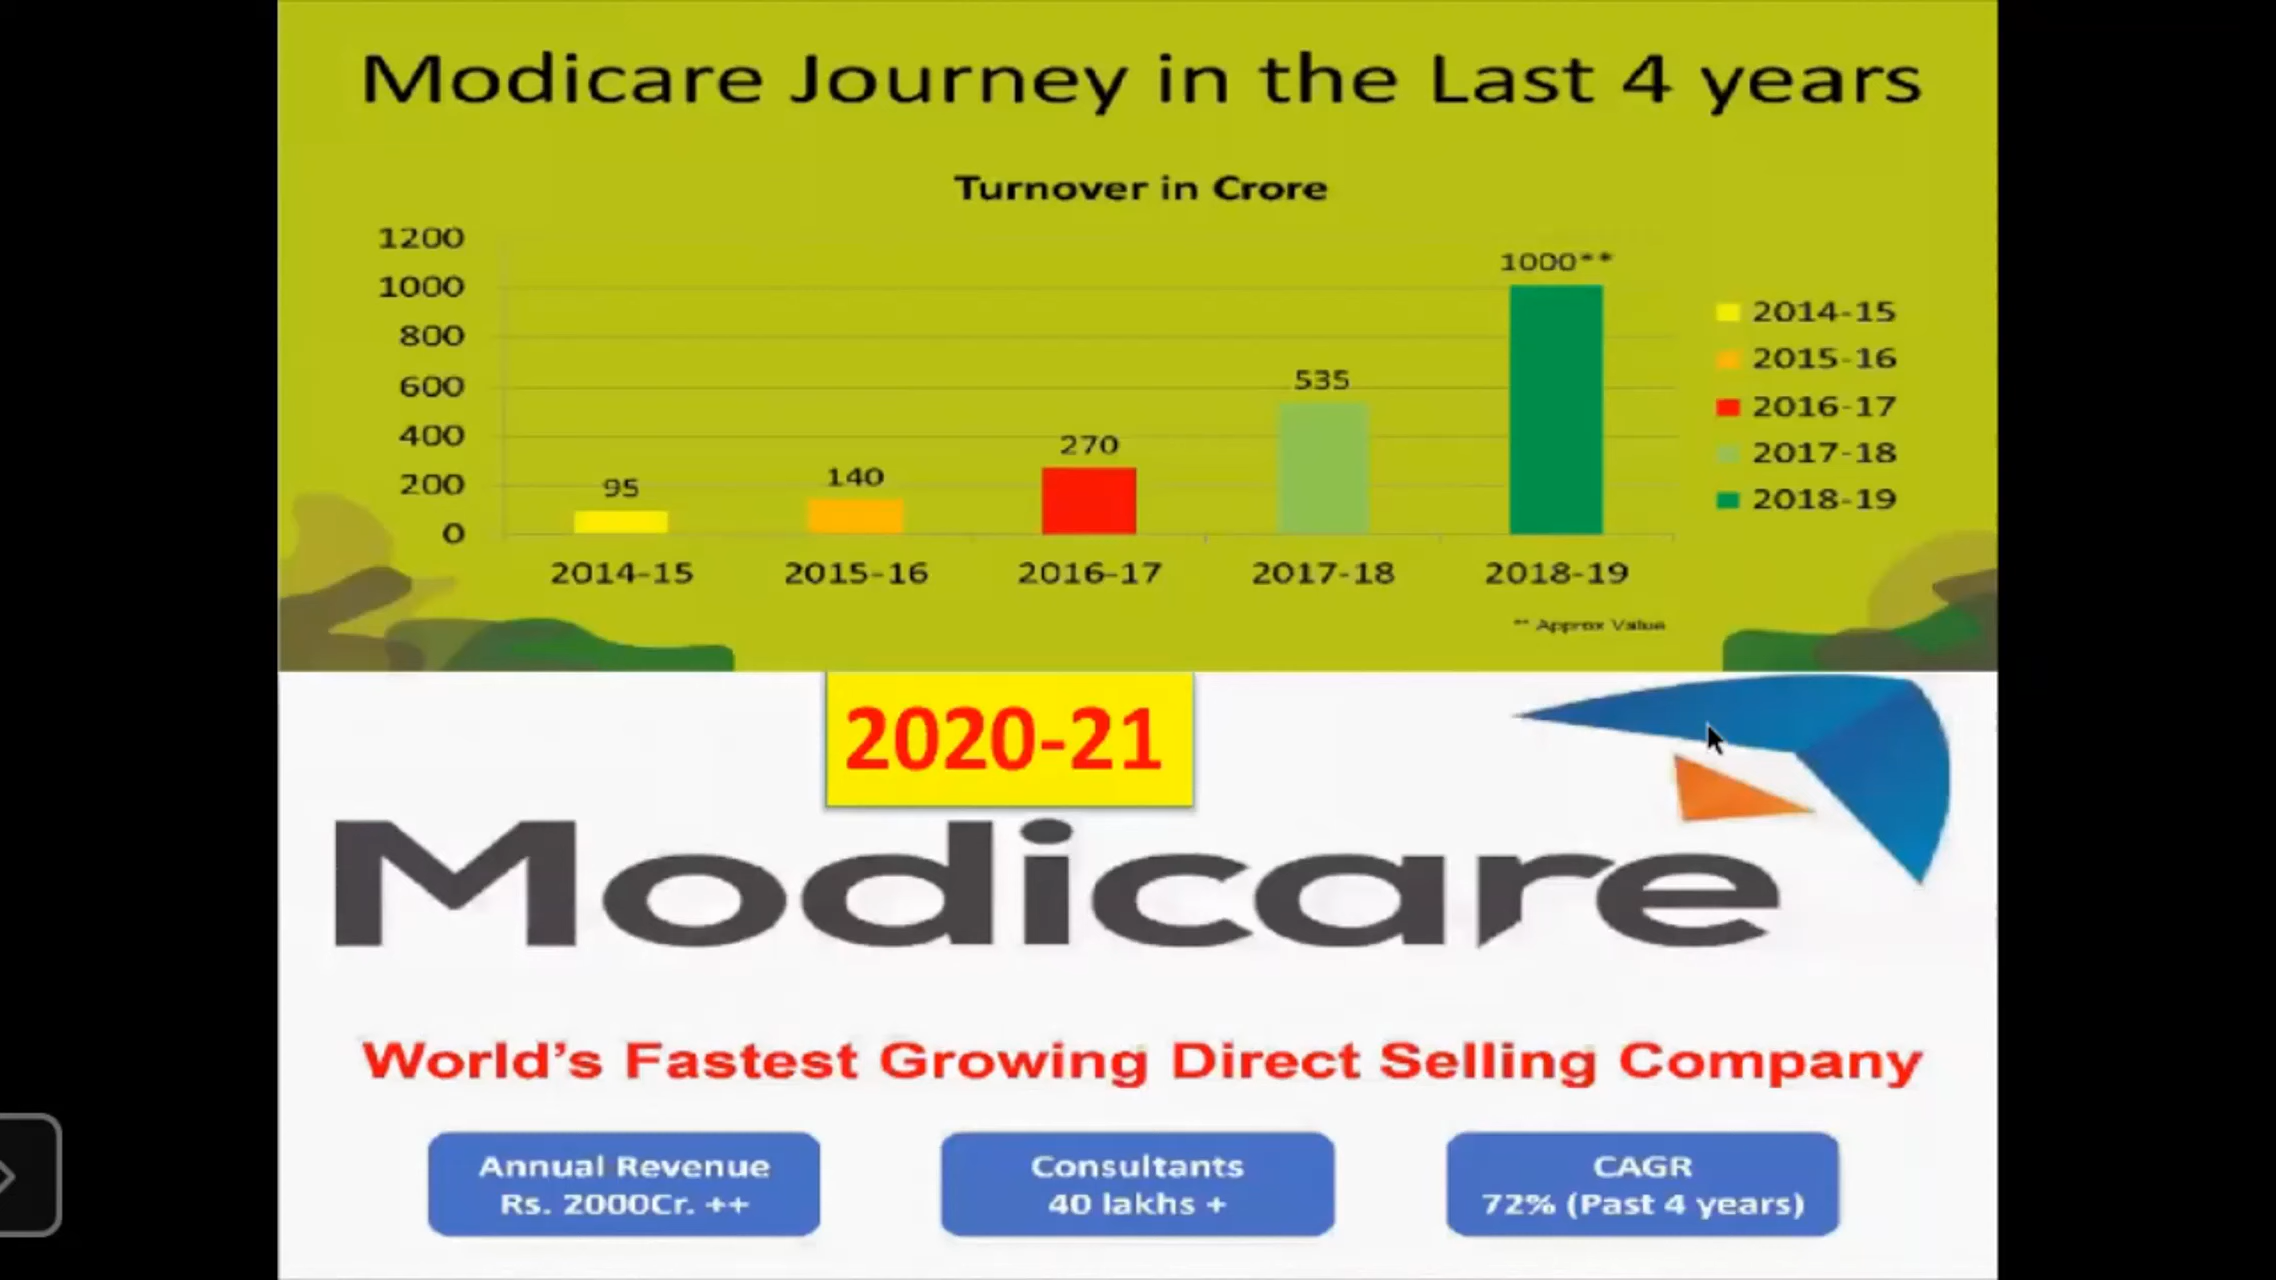 Modicare Journey in the Last 4 years
Turnover in Crore
1200
1000
800
600
400
200
0
95
140
270
535
1000**
2014-15
2015-16
2016-17
2017-18
2018-19
2014-15
2015-16
2016-17
2017-18
2018-19
** Approx Value
2020-21
Modicare
World's Fastest Growing Direct Selling Company
Annual Revenue
Rs. 2000Cr. ++
Consultants
40 lakhs +
CAGR
72% (Past 4 years)